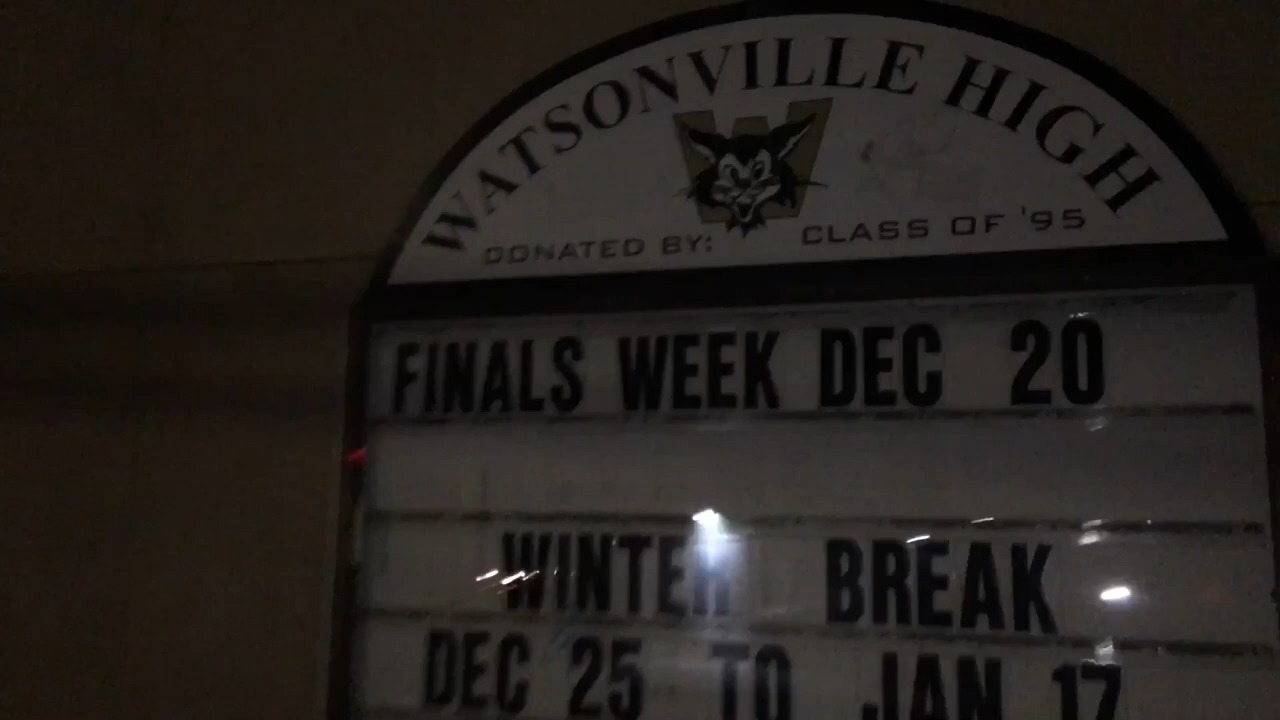 WATSONVILLE HIGH
W
DONATED BY: CLASS OF '95
FINALS WEEK DEC 20
WINTER BREAK
DEC 25 TO JAN 17